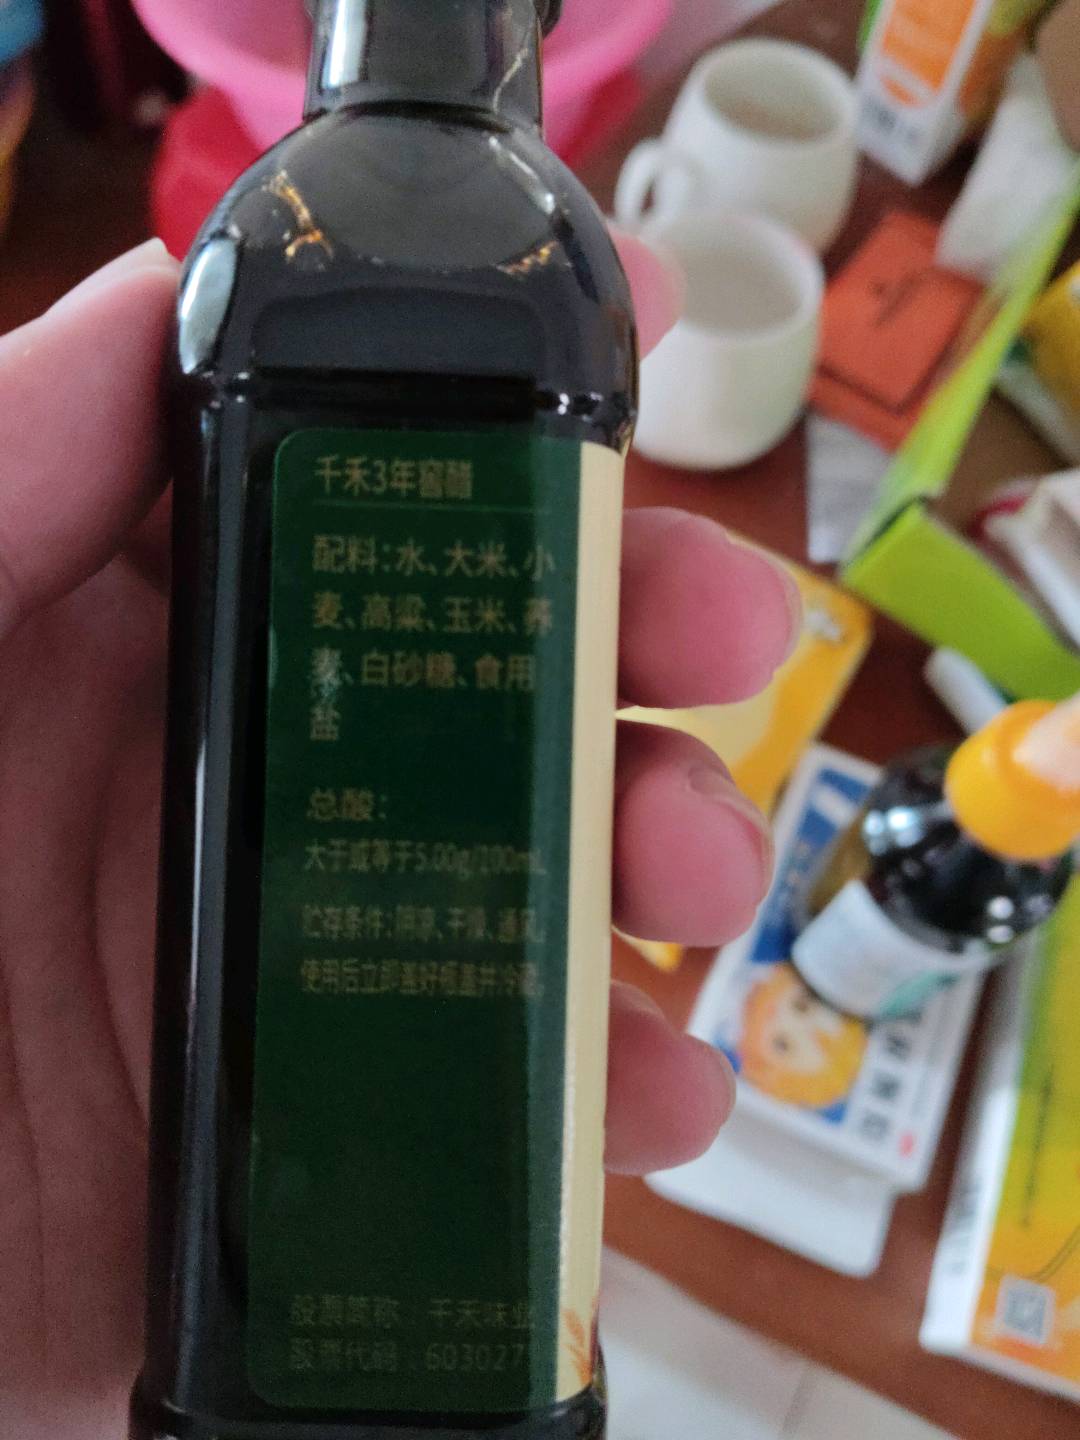 千禾3年窖醋
配料:水、大米、小
麦、高粱、玉米、荞
麦、白砂糖、食用
盐
总酸:
大于或等于5.00g/100mL
贮存条件:阴凉、干燥、通风,
使用后立即盖好瓶盖并冷藏。
股票简称：千禾味业
股票代码：603027